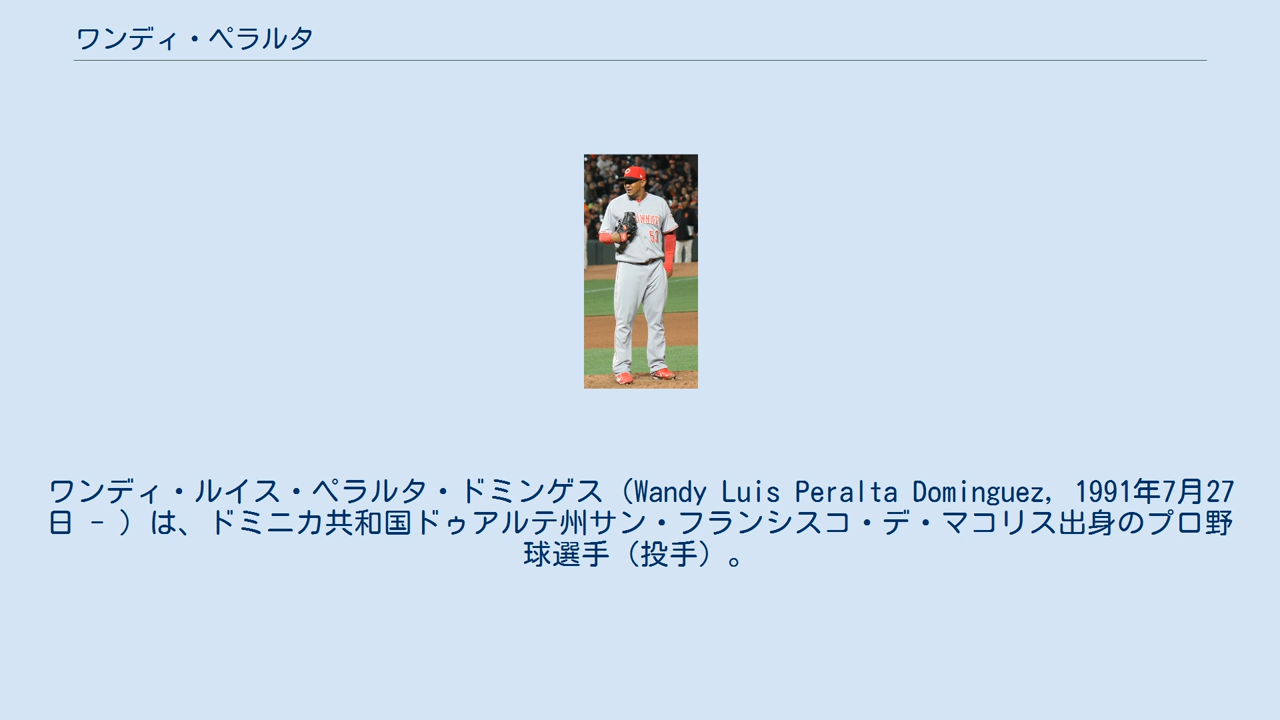 ワンディ・ペラルタ
ワンディ・ルイス・ペラルタ・ドミンゲス（Wandy Luis Peralta Dominguez, 1991年7月27
日 - ）は、ドミニカ共和国ドゥアルテ州サン・フランシスコ・デ・マコリス出身のプロ野
球選手（投手）。